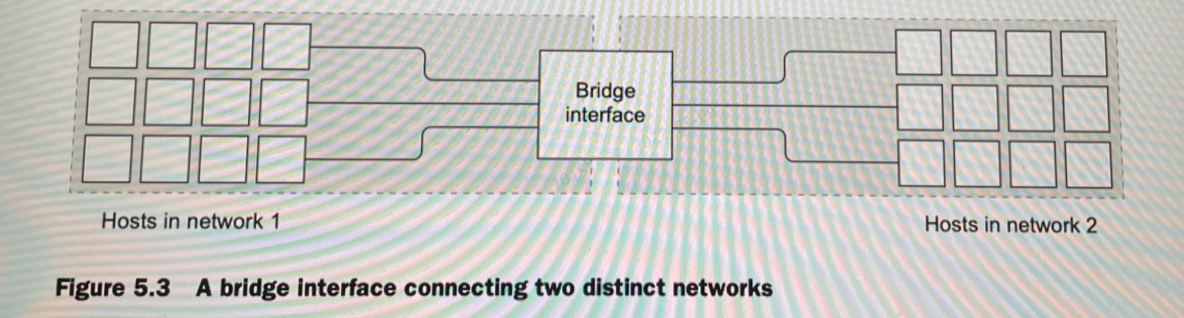 Bridge
interface
Hosts in network 1
Hosts in network 2
Figure 5.3 A bridge interface connecting two distinct networks